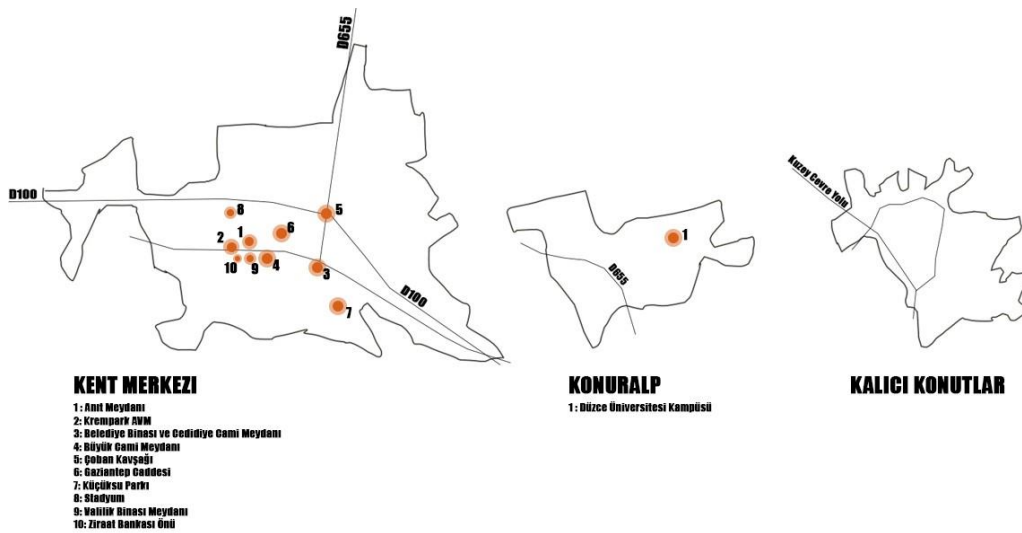 D655
D100
8
5
6
1
2
10
9
4
3
D100
7
1
D655
Kuzey Çevre Yolu
KENT MERKEZİ
1 : Anıt Meydanı
2: Krempark AVM
3: Belediye Binası ve Cedidiye Cami Meydanı
4: Büyük Cami Meydanı
5: Çoban Kavşağı
6: Gaziantep Caddesi
7: Küçüksu Parkı
8: Stadyum
9: Valilik Binası Meydanı
10: Ziraat Bankası Önü
KONURALP
1 : Düzce Üniversitesi Kampüsü
KALICI KONUTLAR